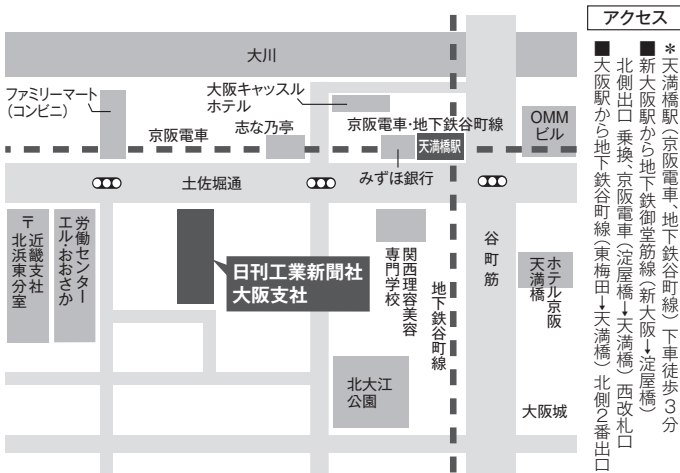 アクセス
＊天満橋駅（京阪電車、地下鉄谷町線）下車徒歩3分
■新大阪駅から地下鉄御堂筋線（新大阪→淀屋橋）
北側出口 乗換、京阪電車（淀屋橋→天満橋）西改札口
■大阪駅から地下鉄谷町線（東梅田→天満橋）北側2番出口
大川
ファミリーマート
（コンビニ）
大阪キャッスル
ホテル
京阪電車
志な乃亭
京阪電車・地下鉄谷町線
天満橋駅
OMM
ビル
みずほ銀行
土佐堀通
〒
近畿支社
北浜東分室
労働センター
エル・おおさか
日刊工業新聞社
大阪支社
関西理容美容
専門学校
地下鉄谷町線
谷町筋
ホテル京阪
天満橋
北大江
公園
大阪城